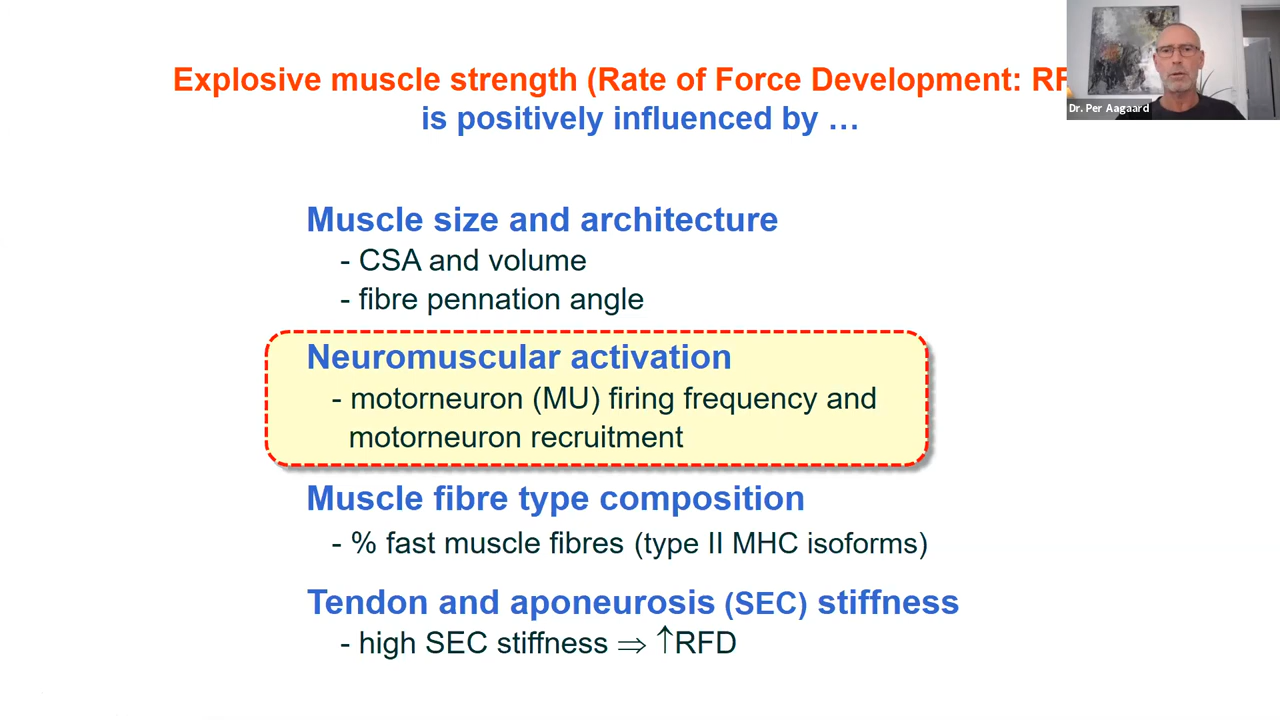 Explosive muscle strength (Rate of Force Development: RF
is positively influenced by …
Dr. Per Aagaard
Muscle size and architecture
- CSA and volume
- fibre pennation angle
Neuromuscular activation
- motorneuron (MU) firing frequency and
motorneuron recruitment
Muscle fibre type composition
- % fast muscle fibres (type II MHC isoforms)
Tendon and aponeurosis (SEC) stiffness
- high SEC stiffness ⇒ ↑RFD